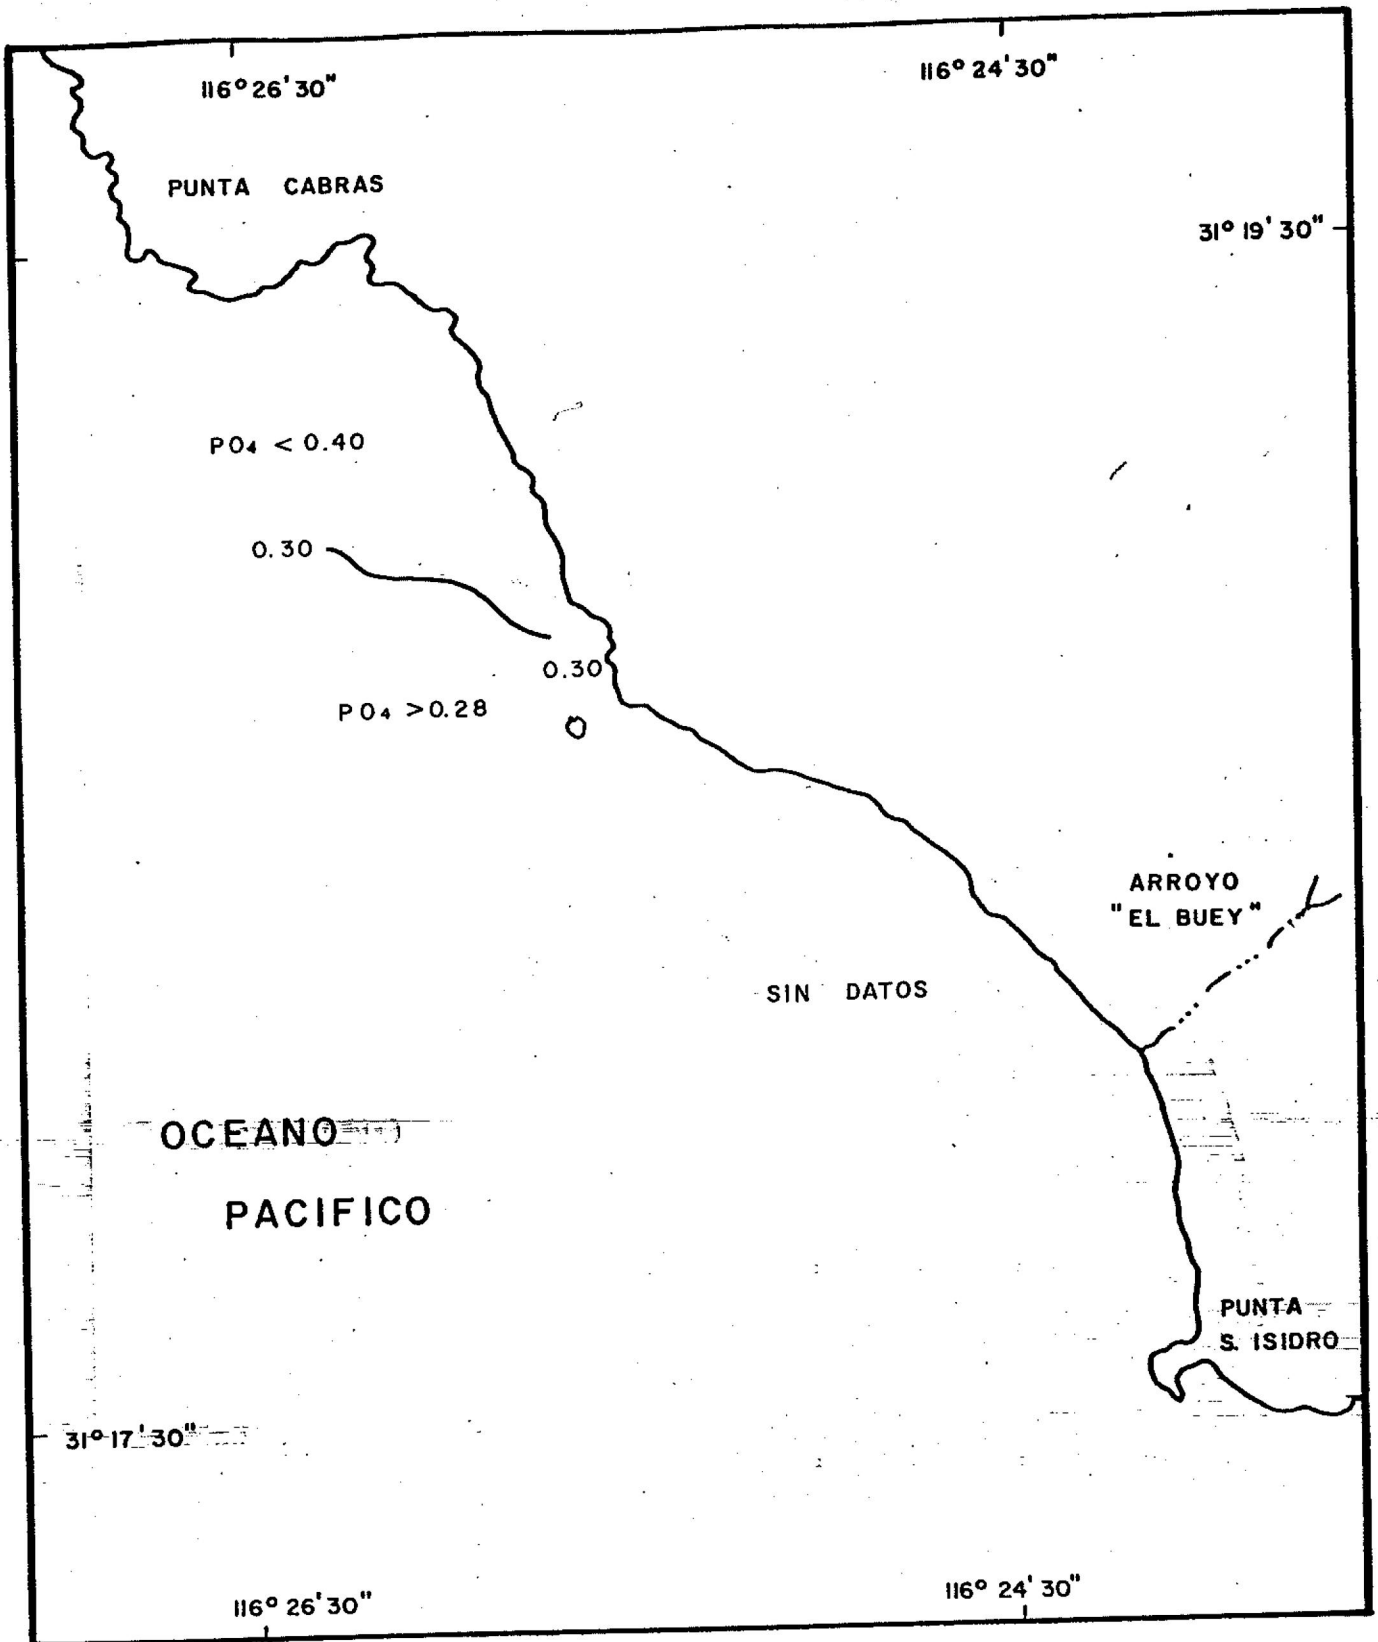 116° 26' 30"
116° 24' 30"
PUNTA CABRAS
31° 19' 30"
PO₄ < 0.40
0.30
0.30
PO₄ > 0.28
ARROYO
"EL BUEY"
SIN DATOS
OCEANO
PACIFICO
PUNTA
S. ISIDRO
31° 17' 30"
116° 26' 30"
116° 24' 30"